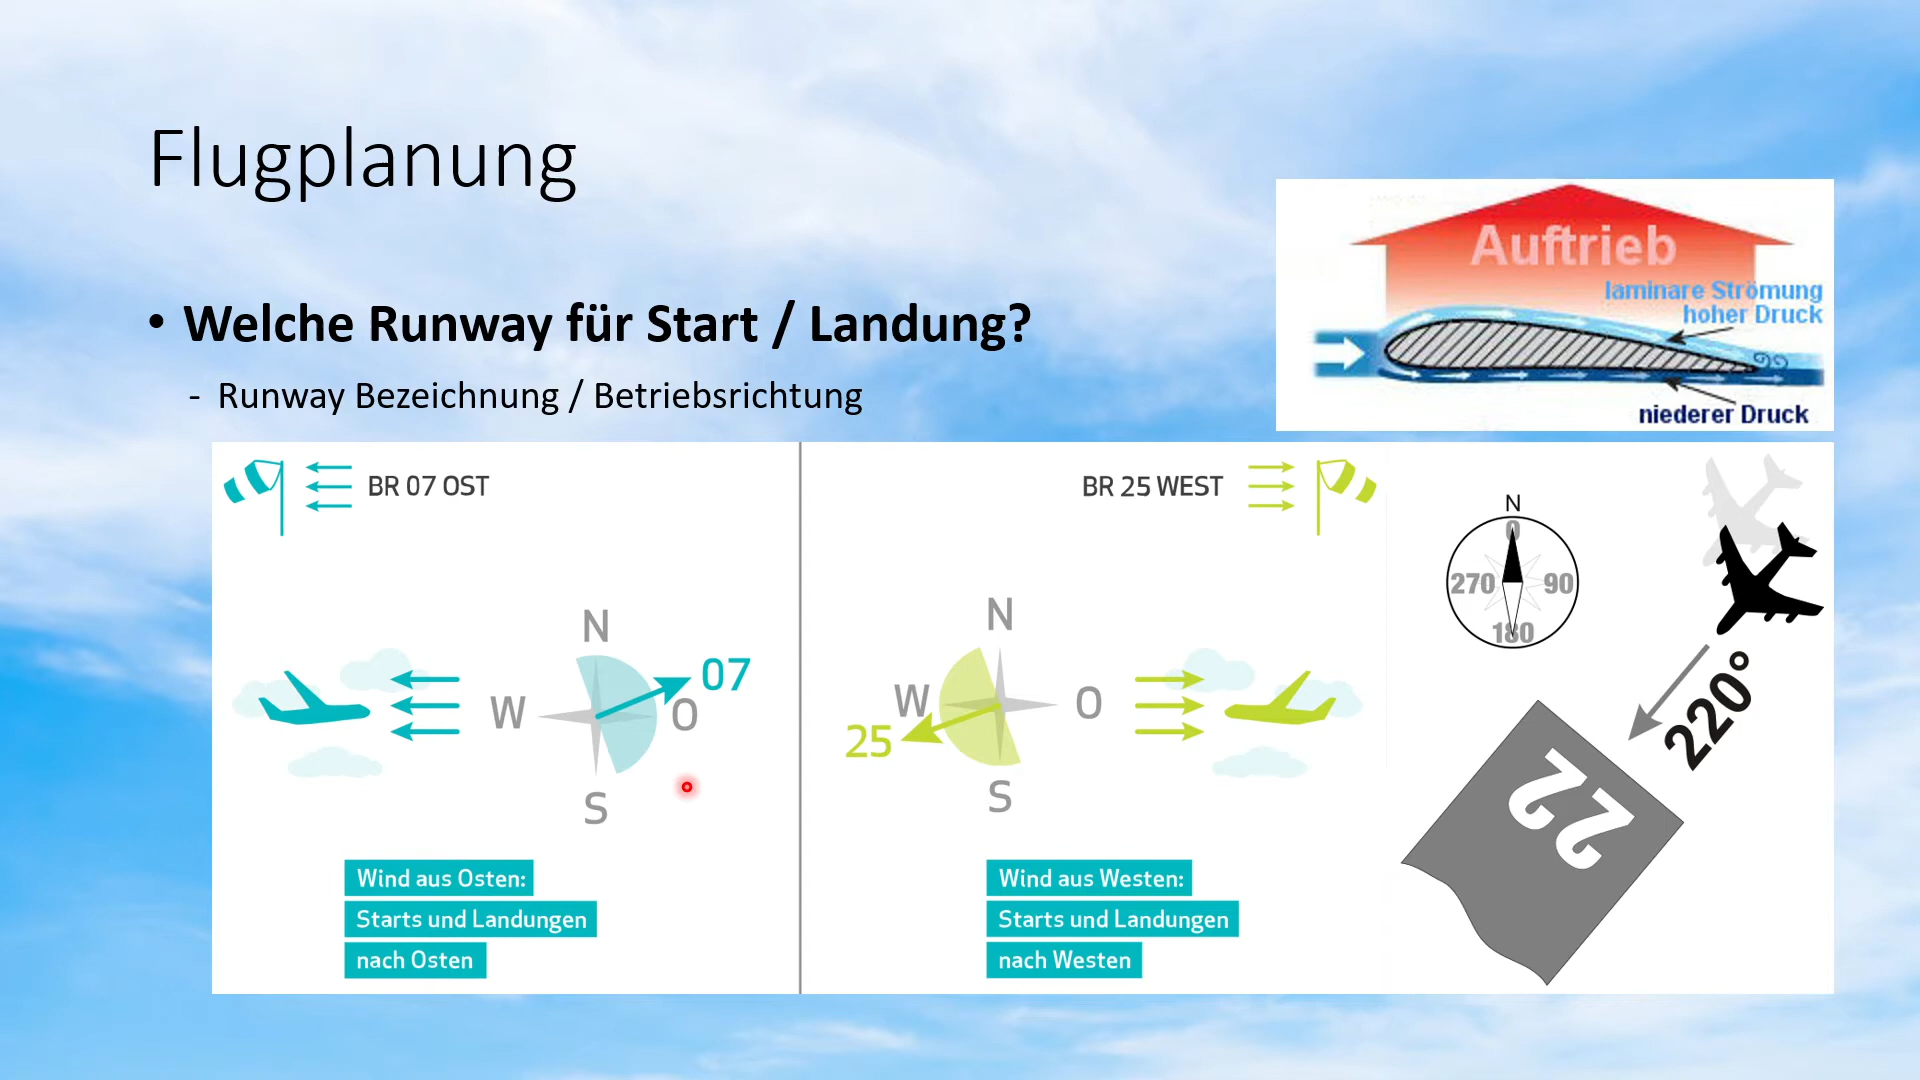 Flugplanung
• Welche Runway für Start / Landung?
- Runway Bezeichnung / Betriebsrichtung
Auftrieb
laminare Strömung
hoher Druck
niederer Druck
BR 07 OST
N
W
O
S
07
Wind aus Osten:
Starts und Landungen
nach Osten
BR 25 WEST
N
W
O
S
25
Wind aus Westen:
Starts und Landungen
nach Westen
N
0
270
90
180
220°
22